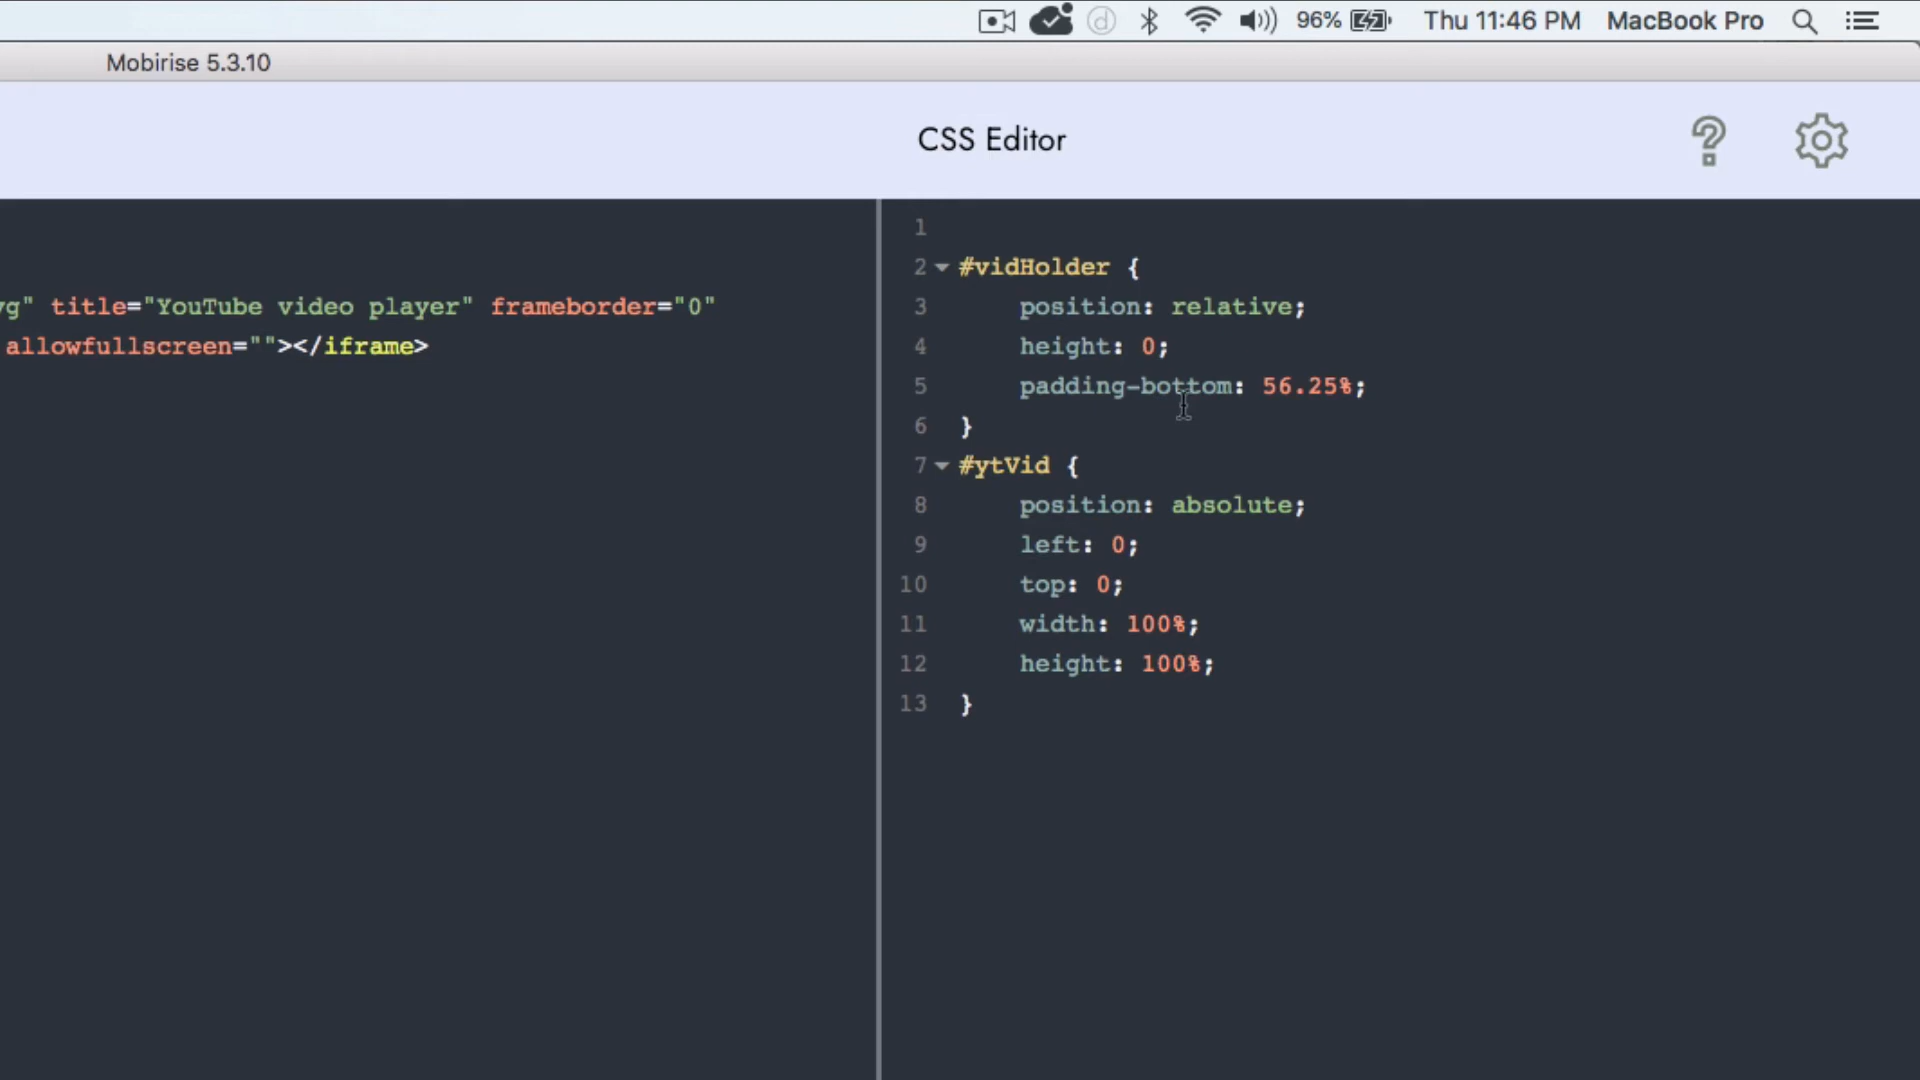 96% Thu 11:46 PM MacBook Pro
Mobirise 5.3.10
CSS Editor
g" title="YouTube video player" frameborder="0"
allowfullscreen=""></iframe>
1
2 #vidHolder {
3 position: relative;
4 height: 0;
5 padding-bottom: 56.25%;
6 }
7 #ytVid {
8 position: absolute;
9 left: 0;
10 top: 0;
11 width: 100%;
12 height: 100%;
13 }